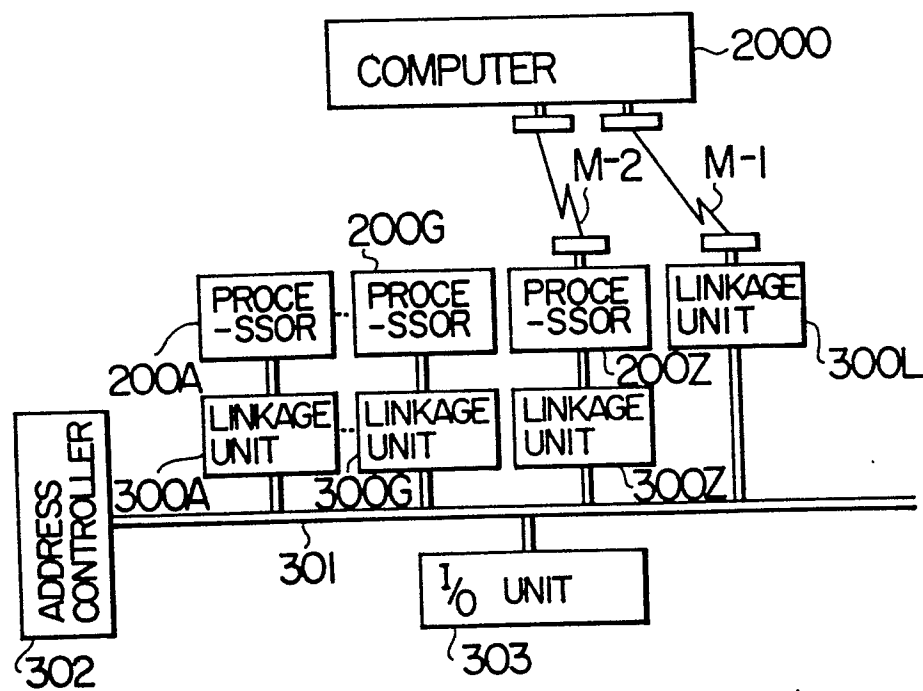 COMPUTER
2000
M-2
M-1
200G
PROCE
-SSOR
PROCE
-SSOR
PROCE
-SSOR
LINKAGE
UNIT
200A
200Z
300L
LINKAGE
UNIT
LINKAGE
UNIT
LINKAGE
UNIT
300A
300G
300Z
ADDRESS
CONTROLLER
301
I/O UNIT
302
303